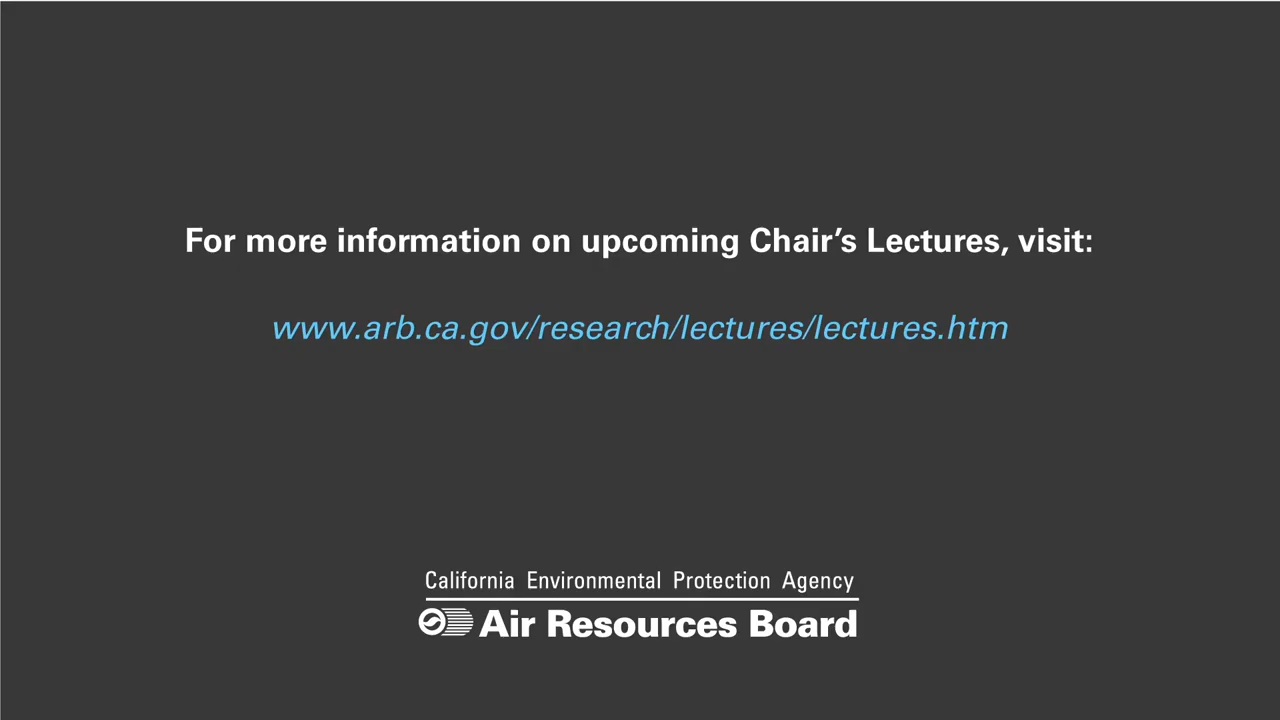 For more information on upcoming Chair’s Lectures, visit:
www.arb.ca.gov/research/lectures/lectures.htm
California Environmental Protection Agency
Air Resources Board